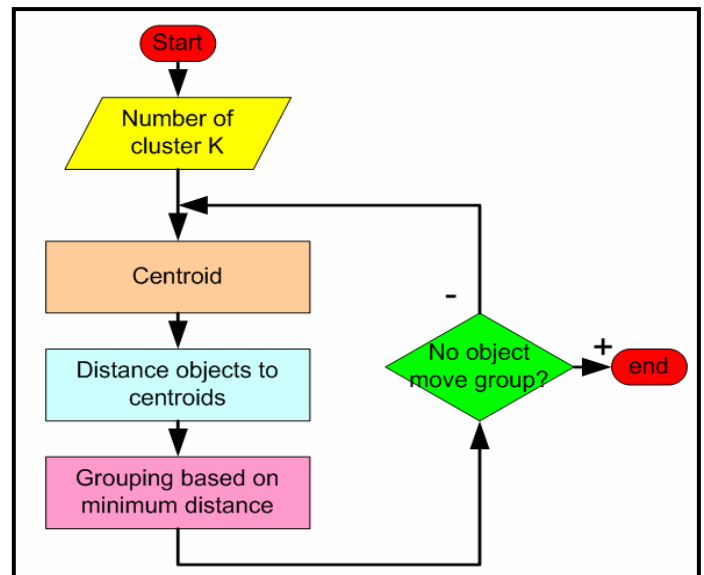 Start
Number of
cluster K
Centroid
Distance objects to
centroids
Grouping based on
minimum distance
-
No object
move group?
+
end